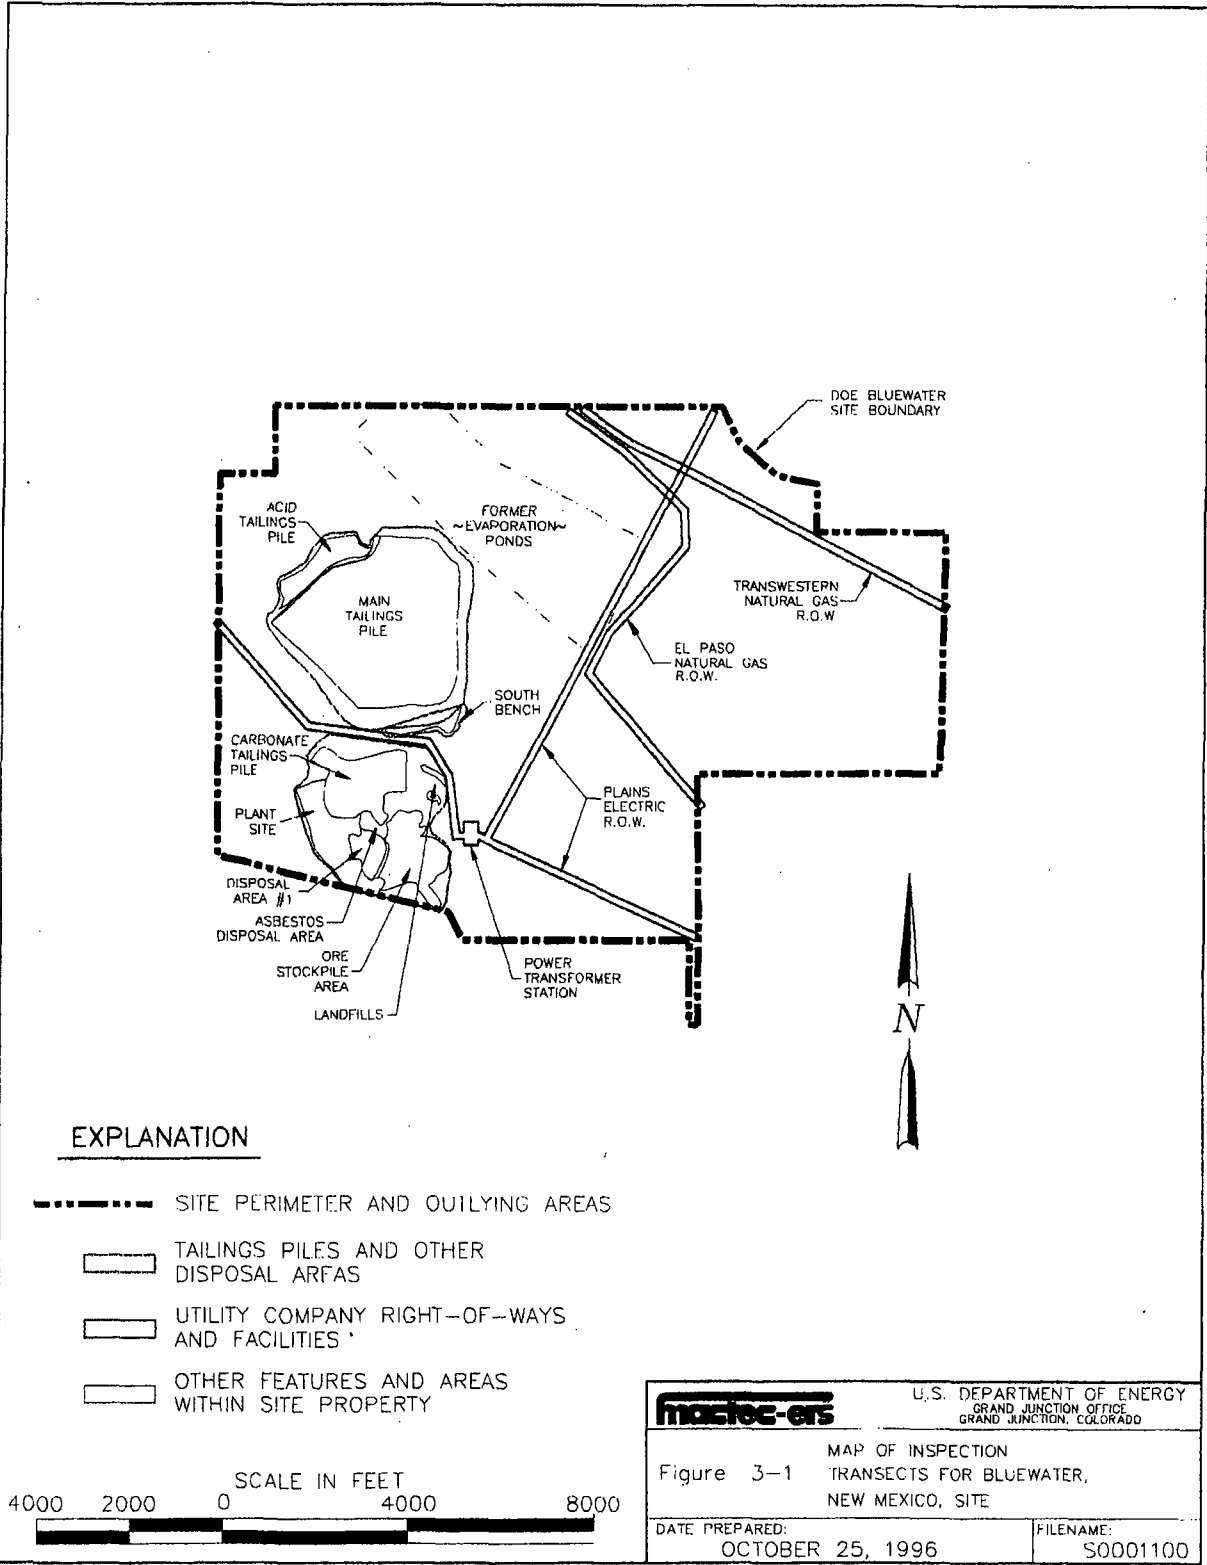 DOE BLUEWATER
SITE BOUNDARY
ACID
TAILINGS
PILE
FORMER
~EVAPORATION~
PONDS
MAIN
TAILINGS
PILE
TRANSWESTERN
NATURAL GAS
R.O.W
EL PASO
NATURAL GAS
R.O.W.
SOUTH
BENCH
CARBONATE
TAILINGS
PILE
PLANT
SITE
PLAINS
ELECTRIC
R.O.W.
DISPOSAL
AREA #1
ASBESTOS
DISPOSAL AREA
ORE
STOCKPILE
AREA
LANDFILLS
POWER
TRANSFORMER
STATION
N
EXPLANATION
SITE PERIMETER AND OUTLYING AREAS
TAILINGS PILES AND OTHER
DISPOSAL AREAS
UTILITY COMPANY RIGHT-OF-WAYS
AND FACILITIES
OTHER FEATURES AND AREAS
WITHIN SITE PROPERTY
SCALE IN FEET
4000 2000 0 4000 8000
mactec-ers
U.S. DEPARTMENT OF ENERGY
GRAND JUNCTION OFFICE
GRAND JUNCTION, COLORADO
Figure 3-1
MAP OF INSPECTION
TRANSECTS FOR BLUEWATER,
NEW MEXICO, SITE
DATE PREPARED:
OCTOBER 25, 1996
FILENAME:
S0001100